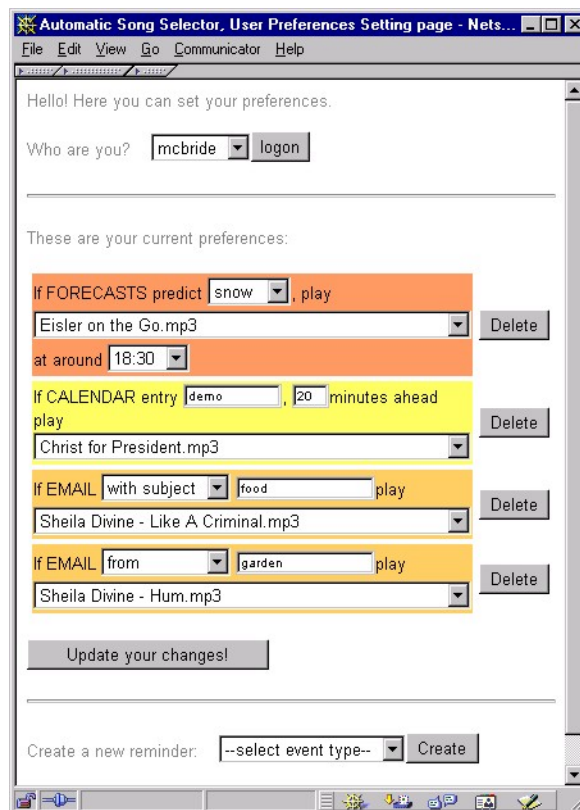 Automatic Song Selector, User Preferences Setting page - Nets...
File Edit View Go Communicator Help
Hello! Here you can set your preferences.
Who are you? mcbride logon
These are your current preferences:
If FORECASTS predict snow , play
Eisler on the Go.mp3 Delete
at around 18:30
If CALENDAR entry demo , 20 minutes ahead
play Delete
Christ for President.mp3
If EMAIL with subject food play
Sheila Divine - Like A Criminal.mp3 Delete
If EMAIL from garden play
Sheila Divine - Hum.mp3 Delete
Update your changes!
Create a new reminder: --select event type-- Create